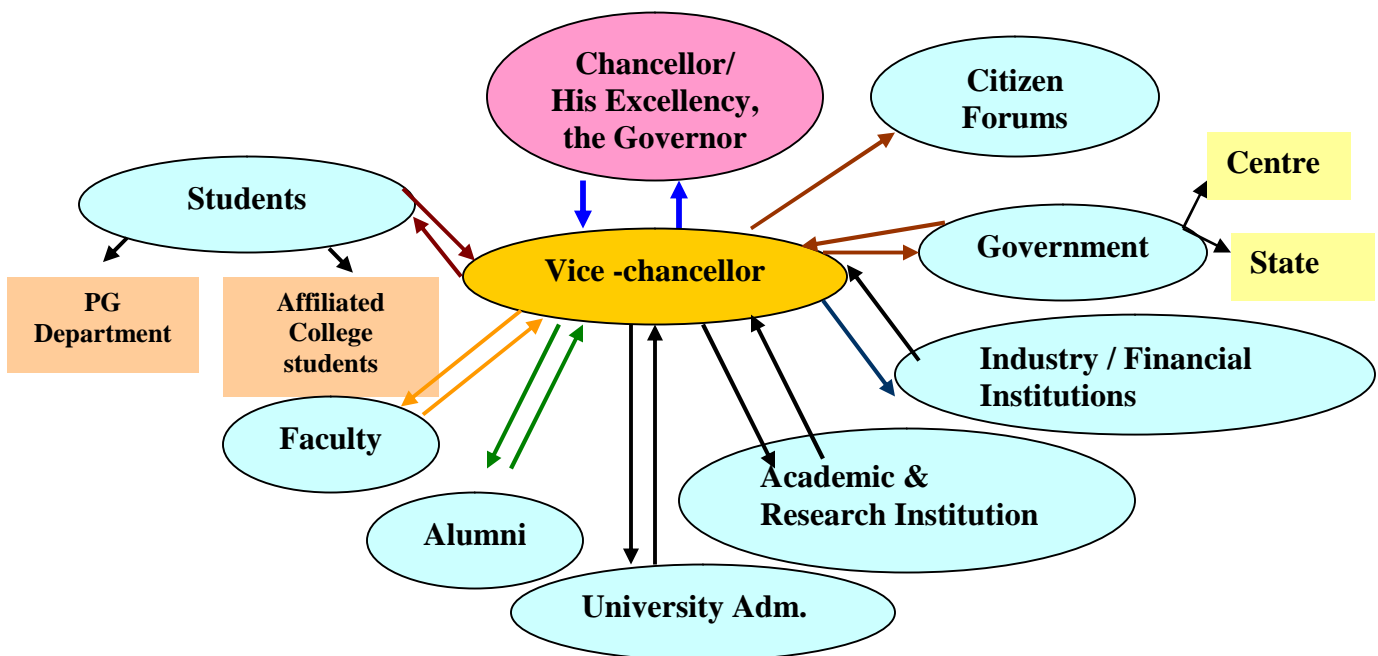 Chancellor/
His Excellency,
the Governor
Citizen
Forums
Centre
Students
Government
State
Vice -chancellor
PG
Department
Affiliated
College
students
Industry / Financial
Institutions
Faculty
Academic &
Research Institution
Alumni
University Adm.